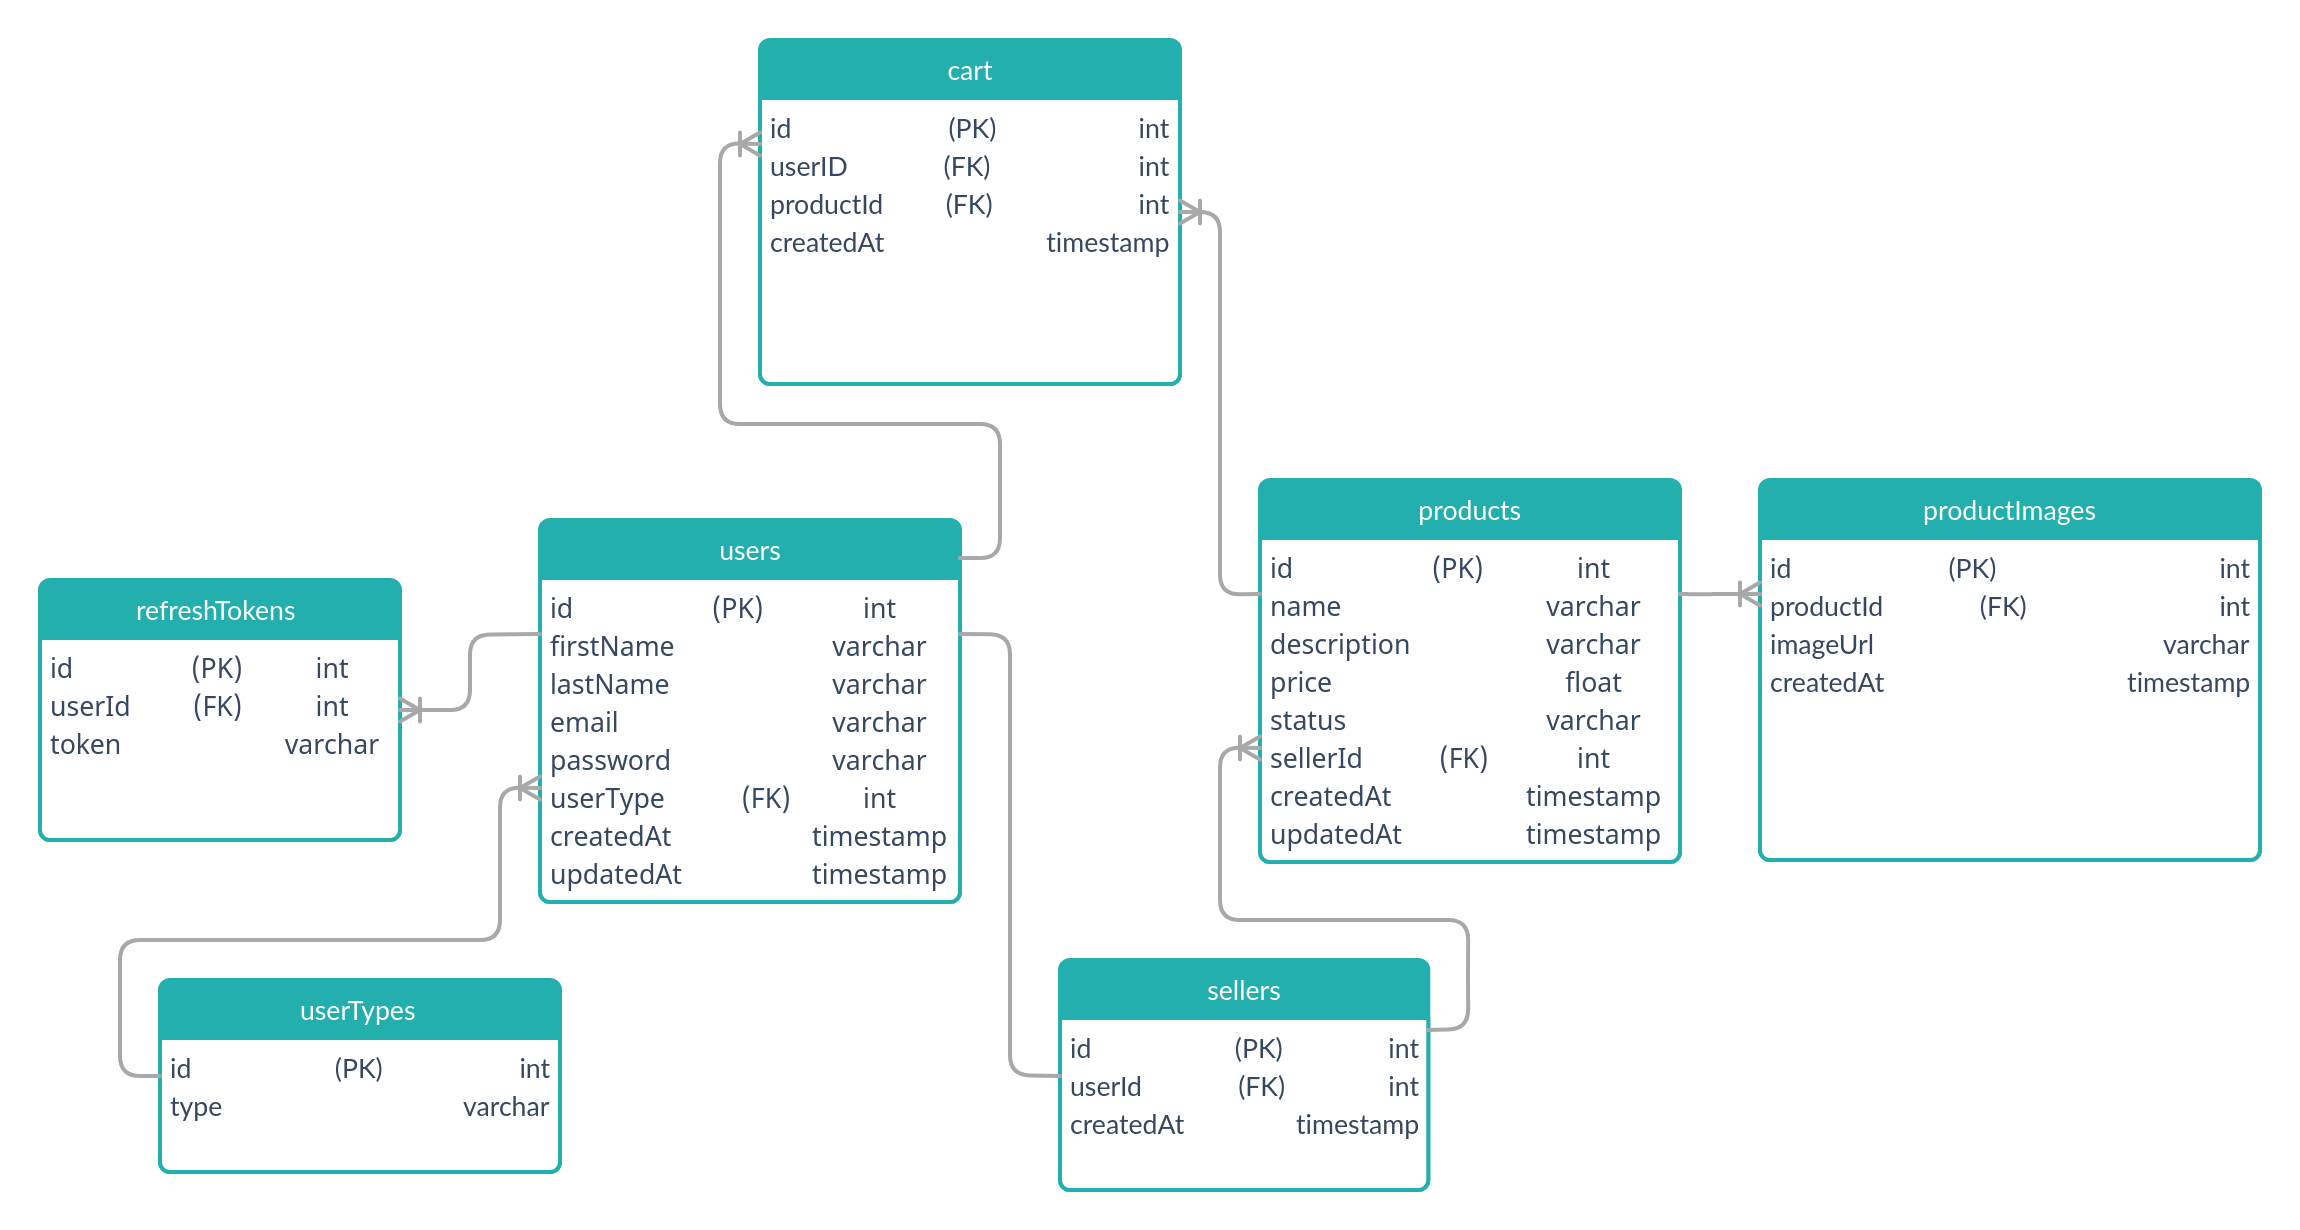 cart
id (PK) int
userID (FK) int
productId (FK) int
createdAt timestamp
users
id (PK) int
firstName varchar
lastName varchar
email varchar
password varchar
userType (FK) int
createdAt timestamp
updatedAt timestamp
products
id (PK) int
name varchar
description varchar
price float
status varchar
sellerId (FK) int
createdAt timestamp
updatedAt timestamp
productImages
id (PK) int
productId (FK) int
imageUrl varchar
createdAt timestamp
refreshTokens
id (PK) int
userId (FK) int
token varchar
userTypes
id (PK) int
type varchar
sellers
id (PK) int
userId (FK) int
createdAt timestamp